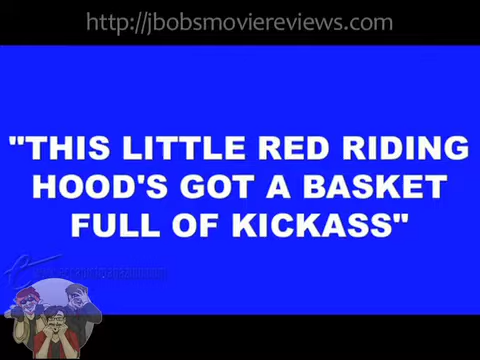 http://jbobsmoviereviews.com
"THIS LITTLE RED RIDING
HOOD'S GOT A BASKET
FULL OF KICKASS"